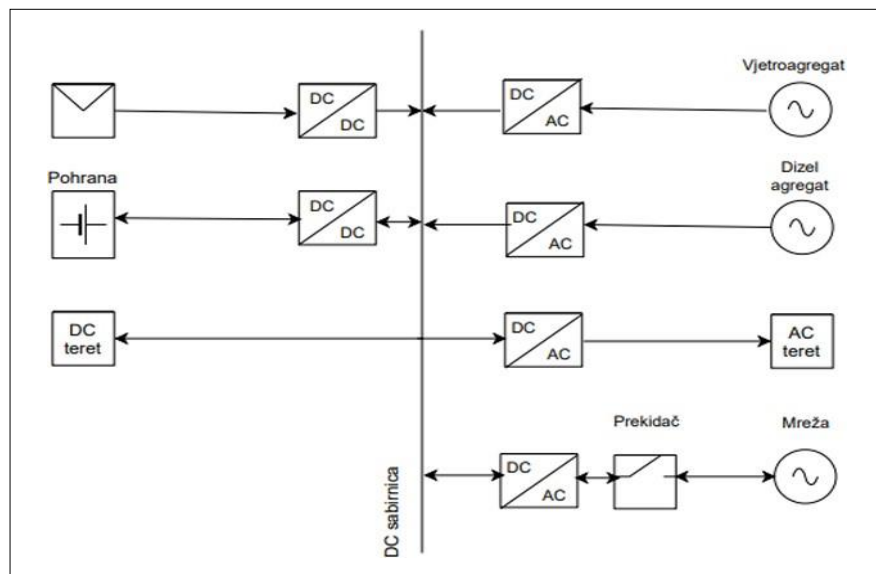 Vjetroagregat
DC
DC
DC
AC
Pohrana
Dizel
agregat
DC
DC
DC
AC
DC
teret
DC
AC
AC
teret
Prekidač
Mreža
DC
AC
DC sabirnica